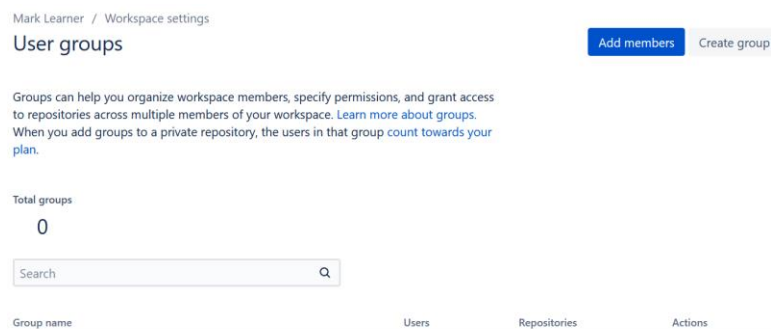 Mark Learner / Workspace settings
User groups
Add members
Create group
Groups can help you organize workspace members, specify permissions, and grant access
to repositories across multiple members of your workspace. Learn more about groups.
When you add groups to a private repository, the users in that group count towards your
plan.
Total groups
0
Search
Group name Users Repositories Actions